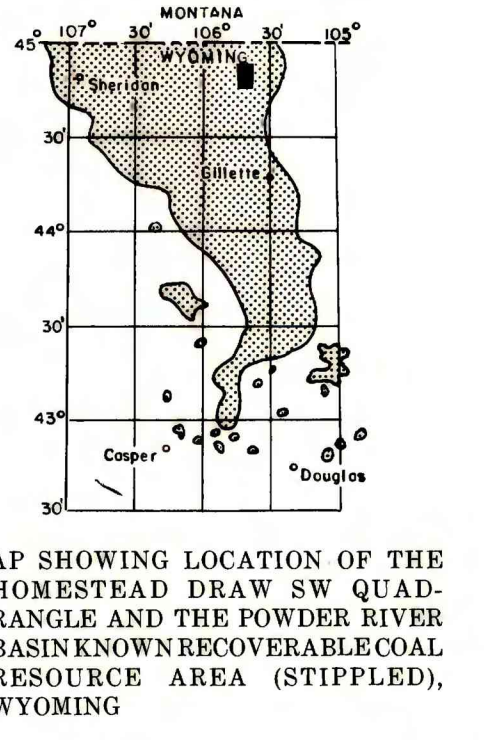 MONTANA
45° 107° 30' 106° 30' 105°
WYOMING
Sheridan
30'
Gillette
44°
30'
43°
Casper
Douglas
30'
AP SHOWING LOCATION OF THE
HOMESTEAD DRAW SW QUAD-
RANGLE AND THE POWDER RIVER
BASIN KNOWN RECOVERABLE COAL
RESOURCE AREA (STIPPLED),
WYOMING